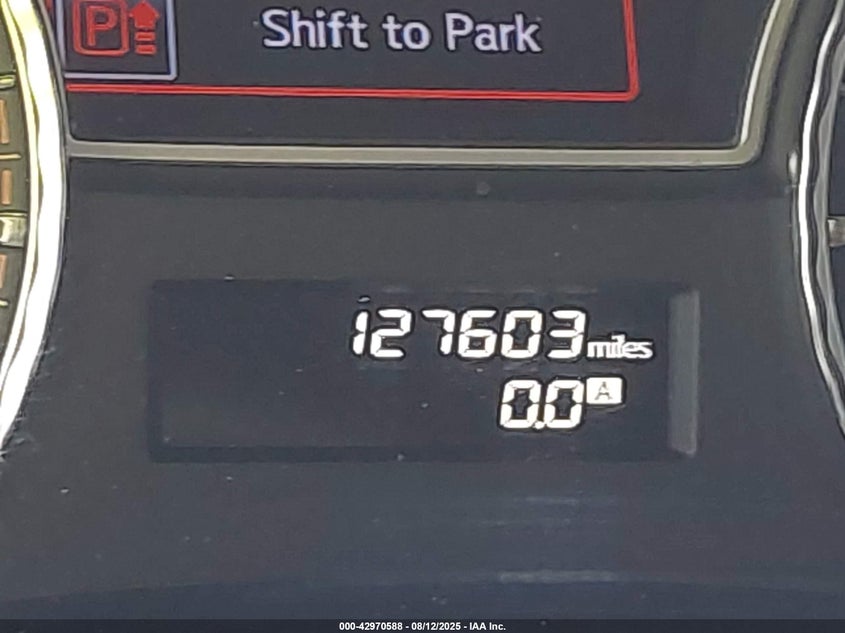 P
Shift to Park
127603 miles
0.0 A
000-42970588 - 08/12/2025 - IAA Inc.